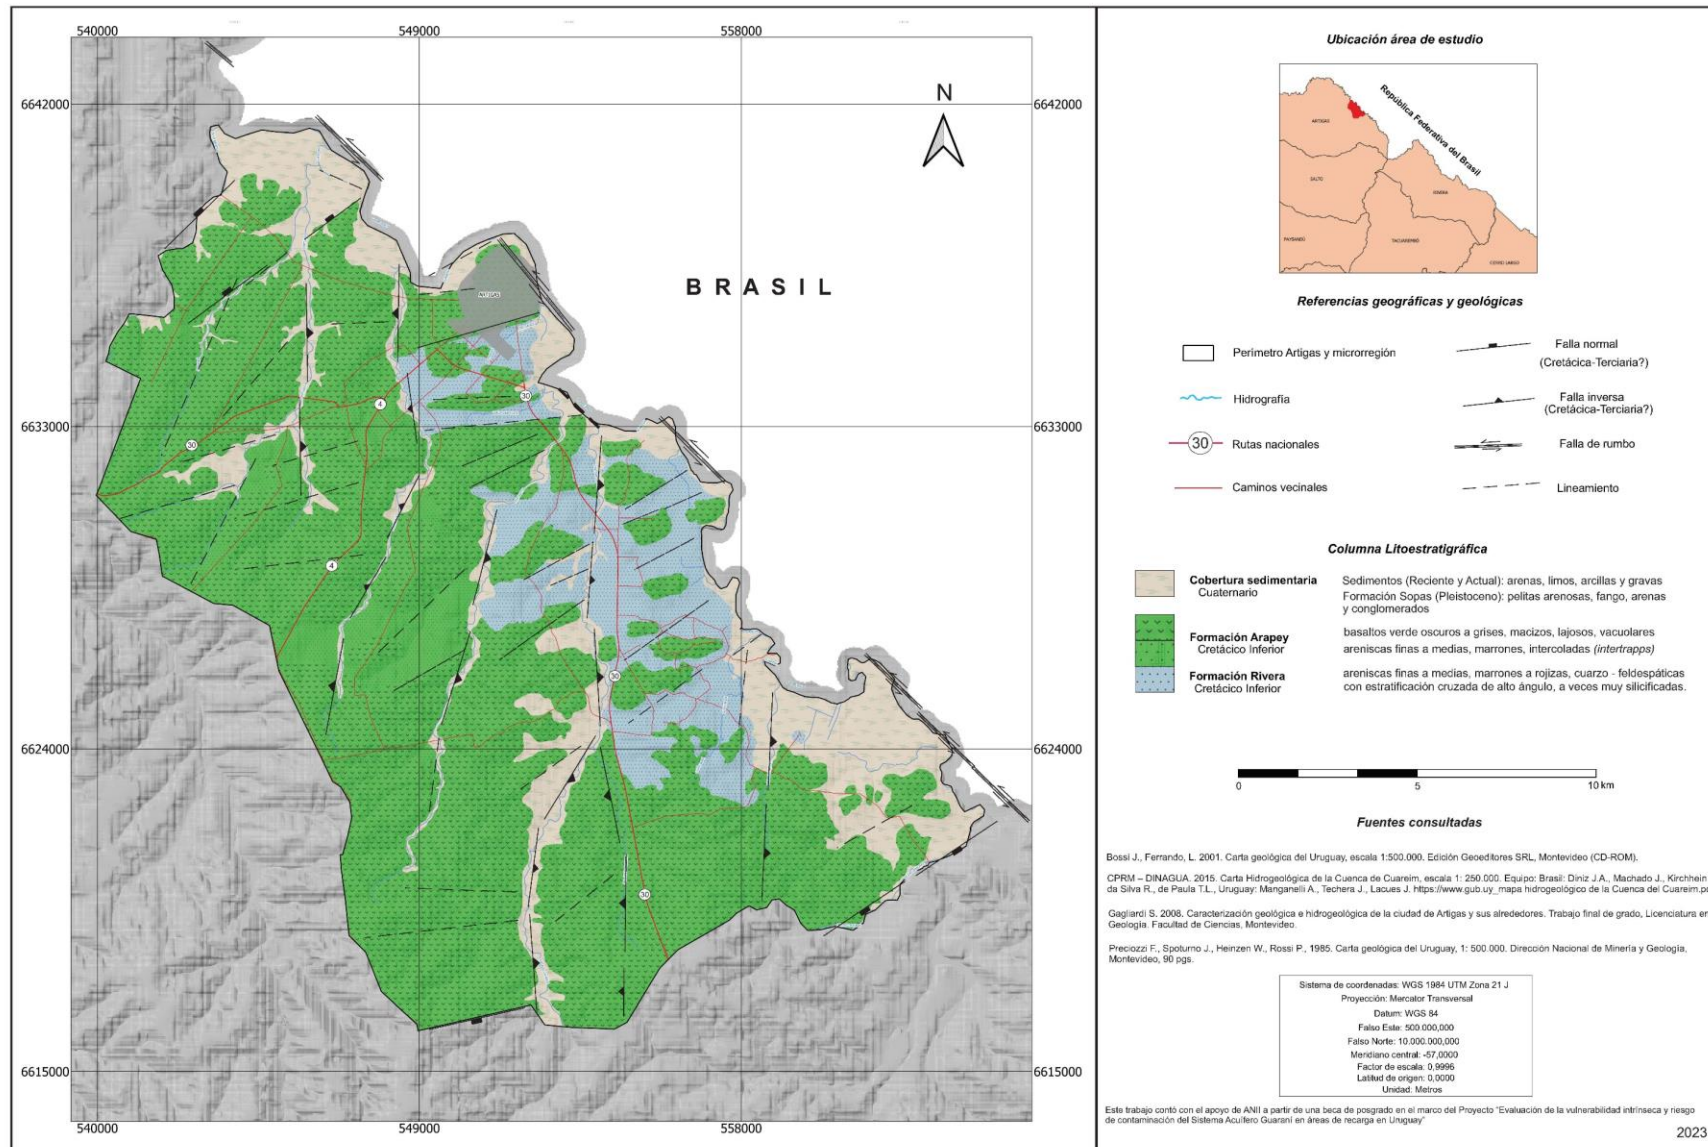 540000
549000
558000
6642000
6642000
N
BRASIL
ARTIGAS
30
6633000
6633000
4
30
4
30
6624000
6624000
30
6615000
6615000
540000
549000
558000
Ubicación área de estudio
República Federativa del Brasil
ARTIGAS
SALTO
RIVERA
PAYSANDÚ
TACUAREMBÓ
CERRO LARGO
Referencias geográficas y geológicas
Perímetro Artigas y microrregión
Falla normal
(Cretácica-Terciaria?)
Hidrografía
Falla inversa
(Cretácica-Terciaria?)
30 Rutas nacionales
Falla de rumbo
Caminos vecinales
Lineamiento
Columna Litoestratigráfica
Cobertura sedimentaria
Cuaternario
Sedimentos (Reciente y Actual): arenas, limos, arcillas y gravas
Formación Sopas (Pleistoceno): pelitas arenosas, fango, arenas
y conglomerados
Formación Arapey
Cretácico Inferior
basaltos verde oscuros a grises, macizos, lajosos, vacuolares
areniscas finas a medias, marrones, intercoladas (intertrapps)
Formación Rivera
Cretácico Inferior
areniscas finas a medias, marrones a rojizas, cuarzo - feldespáticas
con estratificación cruzada de alto ángulo, a veces muy silicificadas.
0 5 10 km
Fuentes consultadas
Bossi J., Ferrando, L. 2001. Carta geológica del Uruguay, escala 1:500.000. Edición Geoeditores SRL, Montevideo (CD-ROM).
CPRM – DINAGUA. 2015. Carta Hidrogeológica de la Cuenca de Cuareim, escala 1: 250.000. Equipo: Brasil: Diniz J.A., Machado J., Kirchhein
da Silva R., de Paula T.L., Uruguay: Manganelli A., Techera J., Lacues J. https://www.gub.uy_mapa hidrogeológico de la Cuenca del Cuareim.pd
Gagliardi S. 2008. Caracterización geológica e hidrogeológica de la ciudad de Artigas y sus alrededores. Trabajo final de grado, Licenciatura en
Geología. Facultad de Ciencias, Montevideo.
Preciozzi F., Spoturno J., Heinzen W., Rossi P., 1985. Carta geológica del Uruguay, 1: 500.000. Dirección Nacional de Minería y Geología,
Montevideo, 90 pgs.
Sistema de coordenadas: WGS 1984 UTM Zona 21 J
Proyección: Mercator Transversal
Datum: WGS 84
Falso Este: 500.000,000
Falso Norte: 10.000.000,000
Meridiano central: -57,0000
Factor de escala: 0,9996
Latitud de origen: 0,0000
Unidad: Metros
Este trabajo contó con el apoyo de ANII a partir de una beca de posgrado en el marco del Proyecto "Evaluación de la vulnerabilidad intrínseca y riesgo
de contaminación del Sistema Acuífero Guaraní en áreas de recarga en Uruguay"
2023